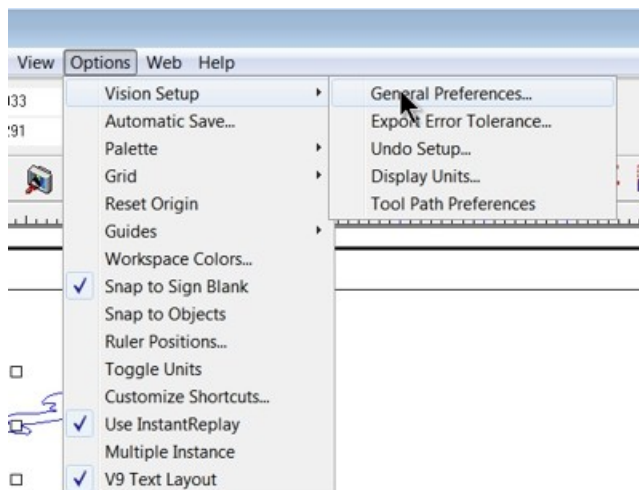 View Options Web Help
033
291
Vision Setup
Automatic Save...
Palette
Grid
Reset Origin
Guides
Workspace Colors...
Snap to Sign Blank
Snap to Objects
Ruler Positions...
Toggle Units
Customize Shortcuts...
Use InstantReplay
Multiple Instance
V9 Text Layout
General Preferences...
Export Error Tolerance...
Undo Setup...
Display Units...
Tool Path Preferences